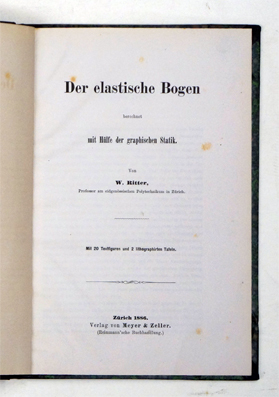 Der elastische Bogen
berechnet
mit Hülfe der graphischen Statik.
Von
W. Ritter,
Professor am eidgenössischen Polytechnikum in Zürich.
Mit 20 Textfiguren und 2 lithographirten Tafeln.
Zürich 1886.
Verlag von Meyer & Zeller.
(Reimmann'sche Buchhandlung.)